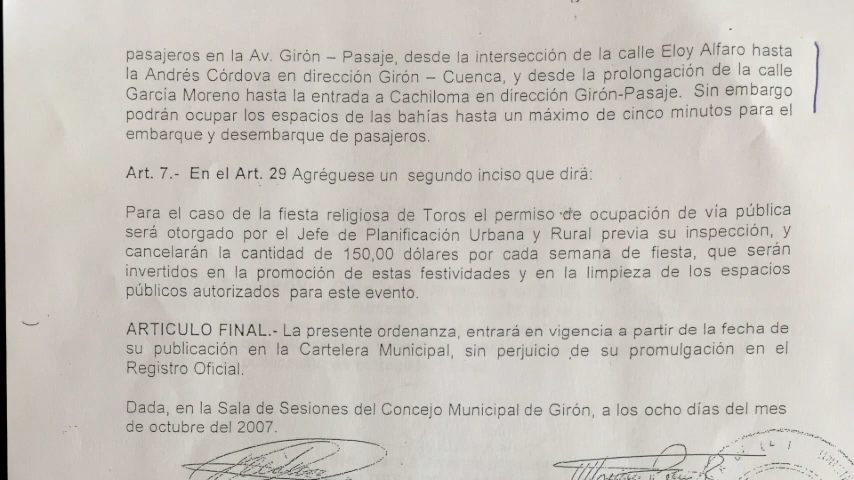 pasajeros en la Av. Girón – Pasaje, desde la intersección de la calle Eloy Alfaro hasta
la Andrés Córdova en dirección Girón – Cuenca, y desde la prolongación de la calle
García Moreno hasta la entrada a Cachiloma en dirección Girón-Pasaje. Sin embargo
podrán ocupar los espacios de las bahías hasta un máximo de cinco minutos para el
embarque y desembarque de pasajeros.
Art. 7.- En el Art. 29 Agréguese un segundo inciso que dirá:
Para el caso de la fiesta religiosa de Toros el permiso de ocupación de vía pública
será otorgado por el Jefe de Planificación Urbana y Rural previa su inspección, y
cancelarán la cantidad de 150,00 dólares por cada semana de fiesta, que serán
invertidos en la promoción de estas festividades y en la limpieza de los espacios
públicos autorizados para este evento.
ARTICULO FINAL.- La presente ordenanza, entrará en vigencia a partir de la fecha de
su publicación en la Cartelera Municipal, sin perjuicio de su promulgación en el
Registro Oficial.
Dada, en la Sala de Sesiones del Concejo Municipal de Girón, a los ocho días del mes
de octubre del 2007.